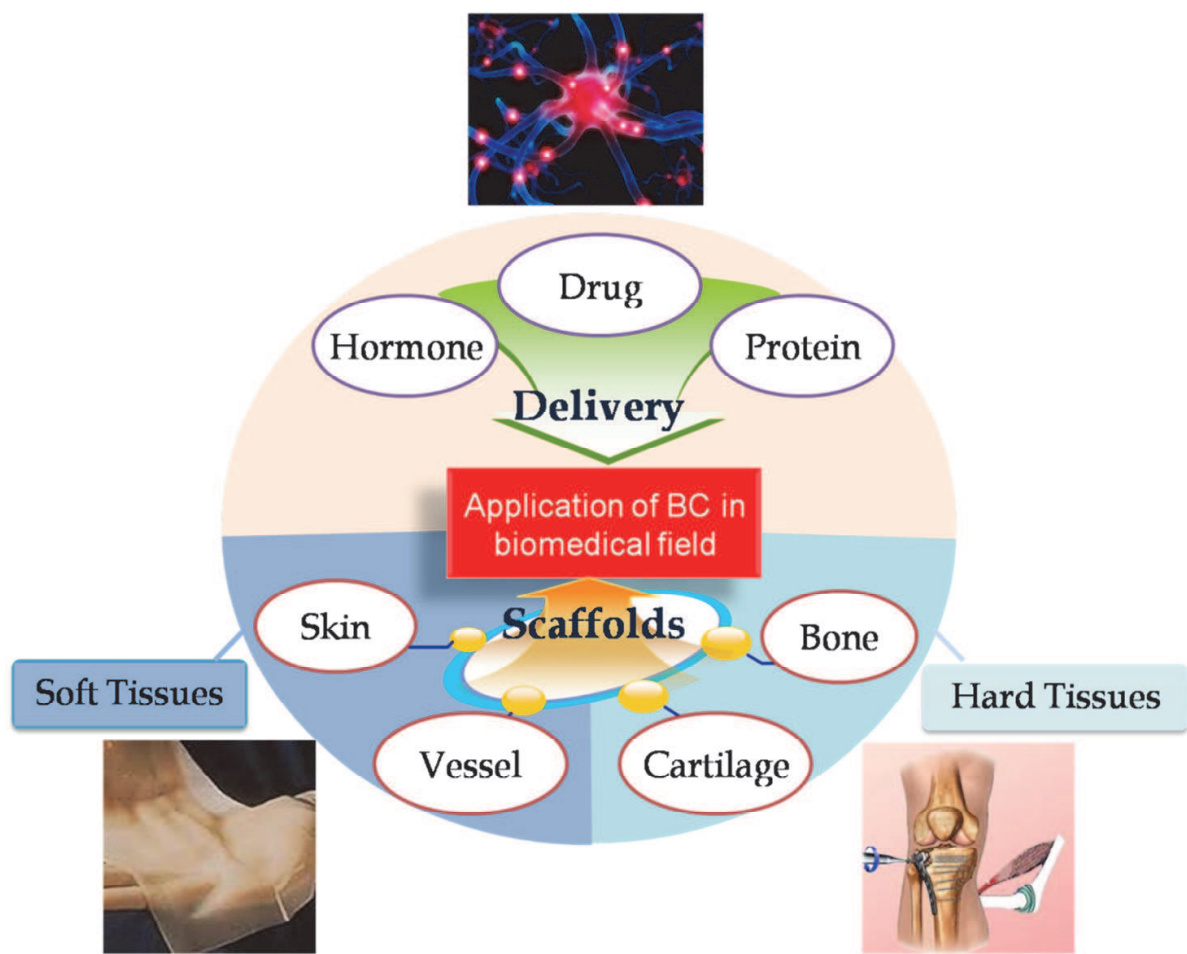 Drug
Hormone
Protein
Delivery
Application of BC in
biomedical field
Scaffolds
Skin
Bone
Soft Tissues
Hard Tissues
Vessel
Cartilage